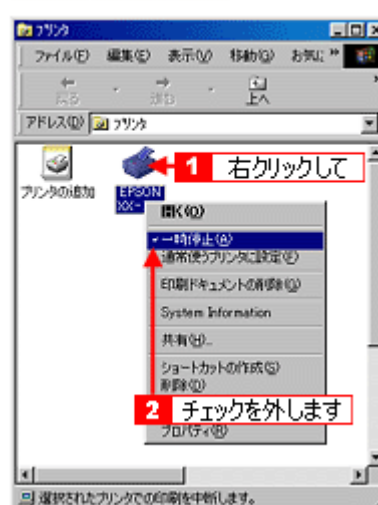 プリンタ
ファイル(F) 編集(E) 表示(V) 移動(G) お気に »
戻る 進む 上へ
アドレス(D) プリンタ
1 右クリックして
プリンタの追加 EPSON
XX-
開く(O)
一時停止(A)
通常使うプリンタに設定(E)
印刷ドキュメントの削除(G)
System Information
共有(H)...
ショートカットの作成(S)
削除(D)
2 チェックを外します
プロパティ(R)
選択されたプリンタでの印刷を中断します。